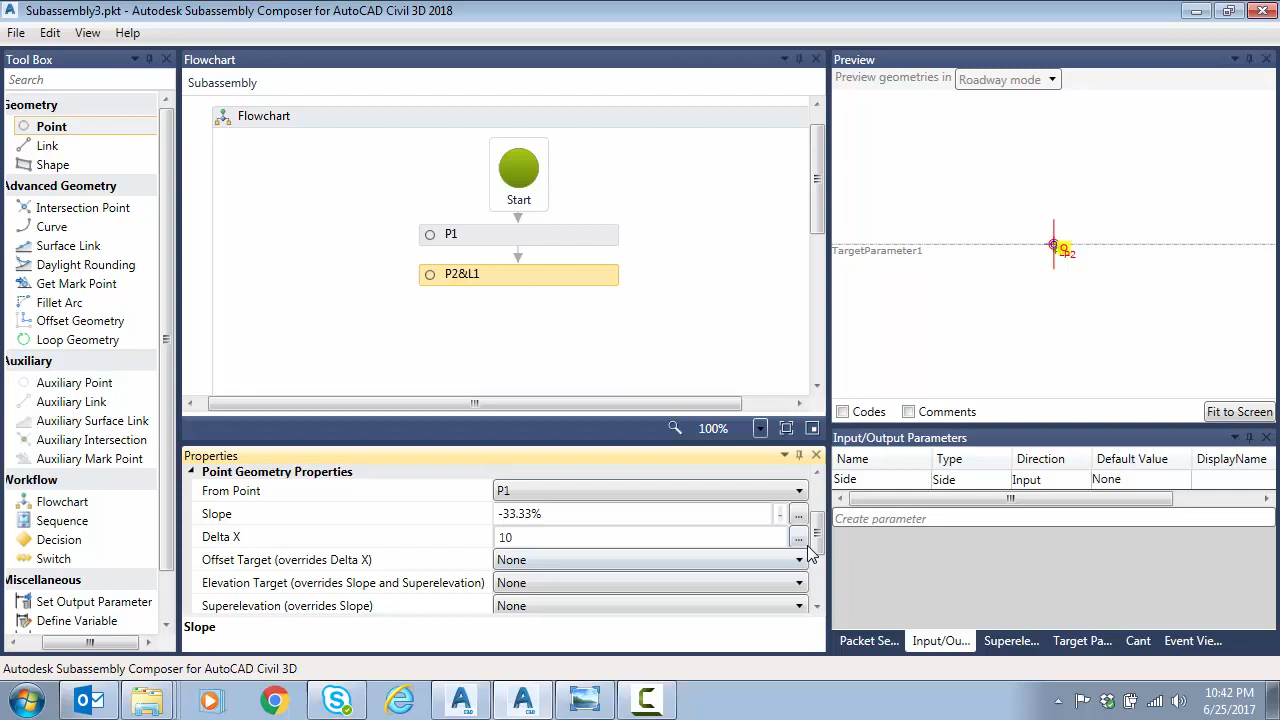 Subassembly3.pkt - Autodesk Subassembly Composer for AutoCAD Civil 3D 2018
File Edit View Help
Tool Box
Search
Geometry
Point
Link
Shape
Advanced Geometry
Intersection Point
Curve
Surface Link
Daylight Rounding
Get Mark Point
Fillet Arc
Offset Geometry
Loop Geometry
Auxiliary
Auxiliary Point
Auxiliary Link
Auxiliary Surface Link
Auxiliary Intersection
Auxiliary Mark Point
Workflow
Flowchart
Sequence
Decision
Switch
Miscellaneous
Set Output Parameter
Define Variable
Flowchart
Subassembly
Flowchart
Start
P1
P2&L1
100%
Properties
Point Geometry Properties
From Point P1
Slope -33.33% - ...
Delta X 10 ...
Offset Target (overrides Delta X) None
Elevation Target (overrides Slope and Superelevation) None
Superelevation (overrides Slope) None
Slope
Preview
Preview geometries in Roadway mode
TargetParameter1
Codes Comments Fit to Screen
Input/Output Parameters
Name Type Direction Default Value DisplayName
Side Side Input None
Create parameter
Packet Se... Input/Ou... Superele... Target Pa... Cant Event Vie...
Autodesk Subassembly Composer for AutoCAD Civil 3D
10:42 PM
6/25/2017